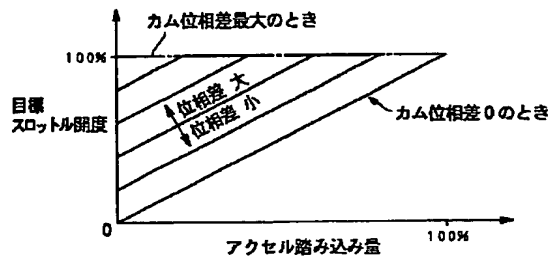 カム位相差最大のとき
100%
位相差 大
位相差 小
目標
スロットル開度
カム位相差0のとき
0
100%
アクセル踏み込み量